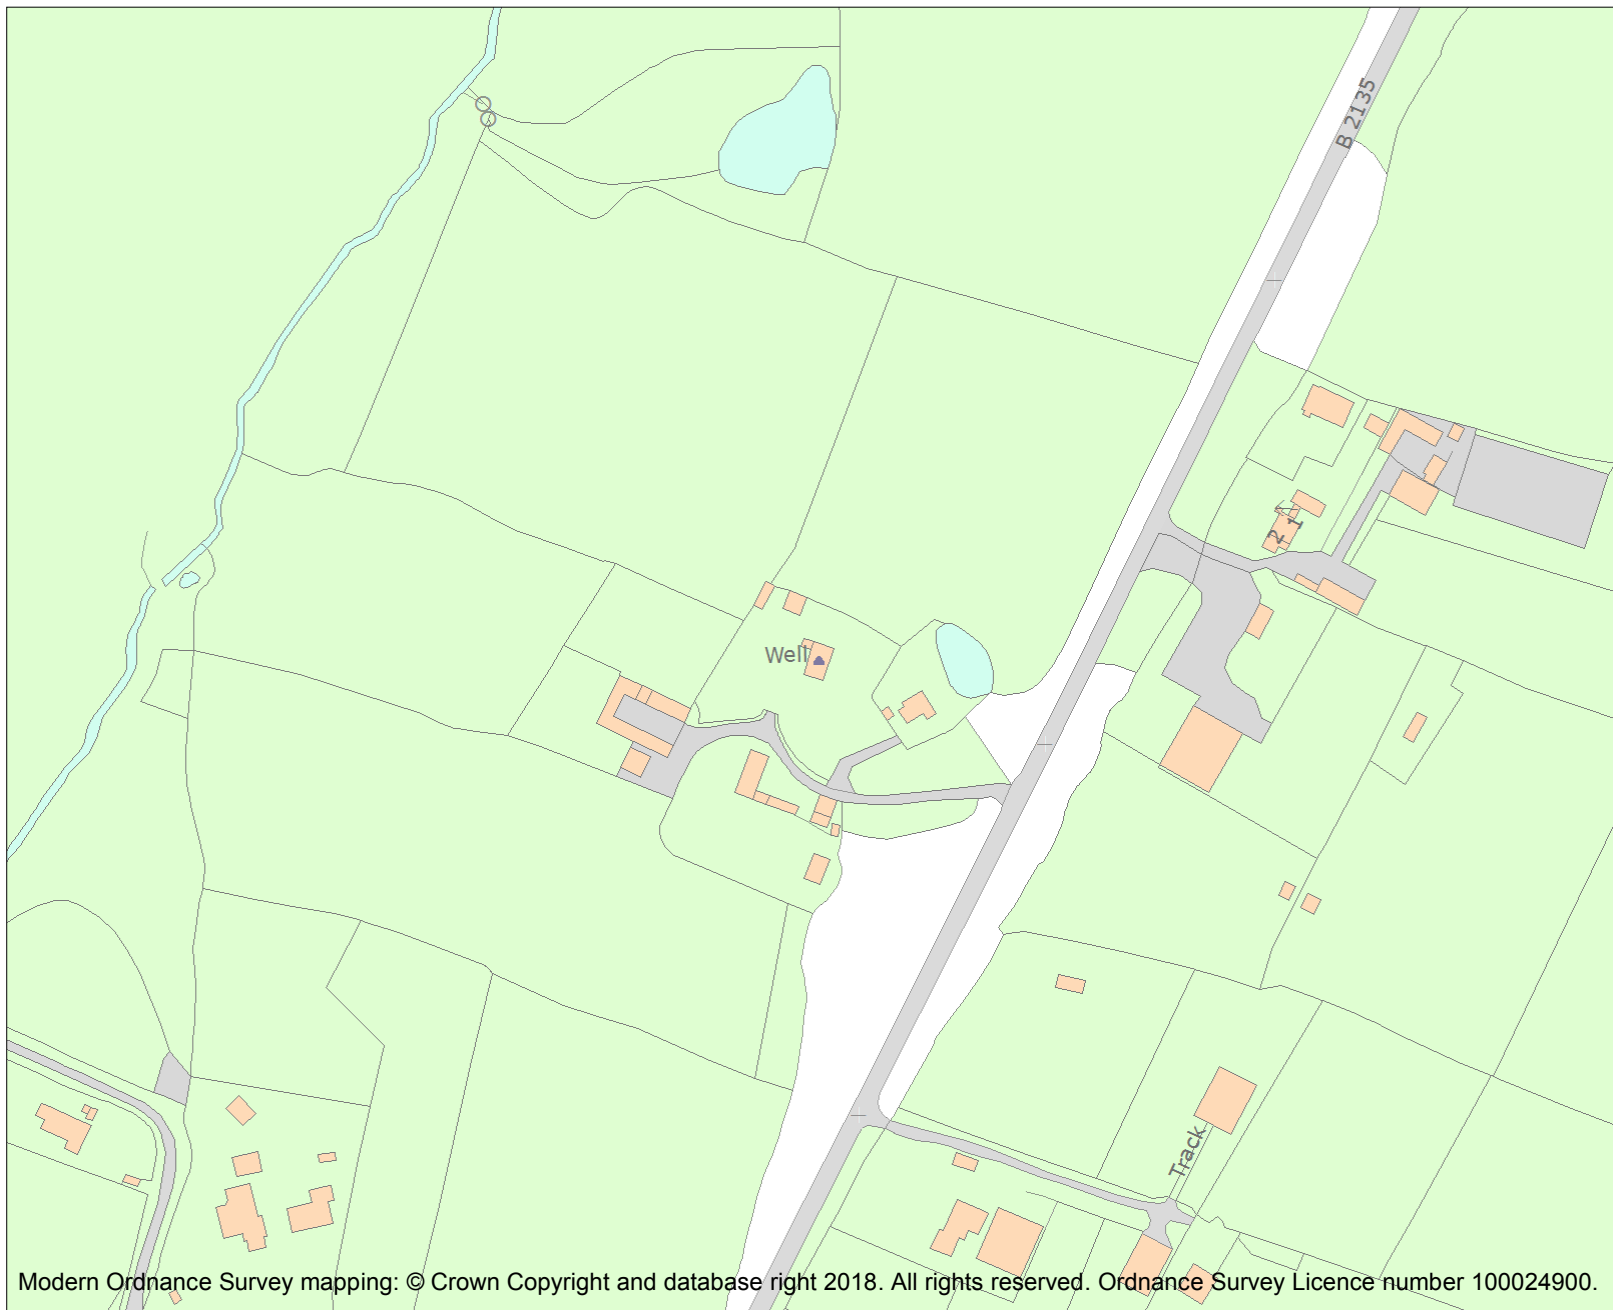 B 2135
2 1
Well
Track
Modern Ordnance Survey mapping: © Crown Copyright and database right 2018. All rights reserved. Ordnance Survey Licence number 100024900.